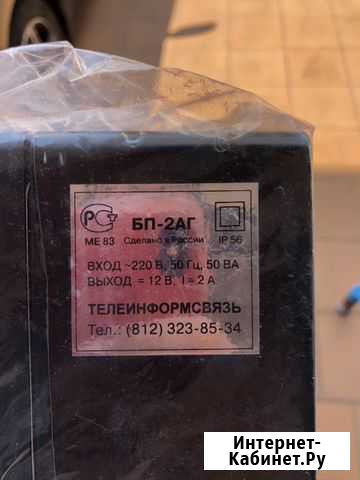 БП-2АГ
РСТ
МЕ 83 Сделано в России IP 56
ВХОД ~220 В, 50 Гц, 50 ВА
ВЫХОД = 12 В, I = 2 А
ТЕЛЕИНФОРМСВЯЗЬ
Тел.: (812) 323-85-34
Интернет-
Кабинет.Ру